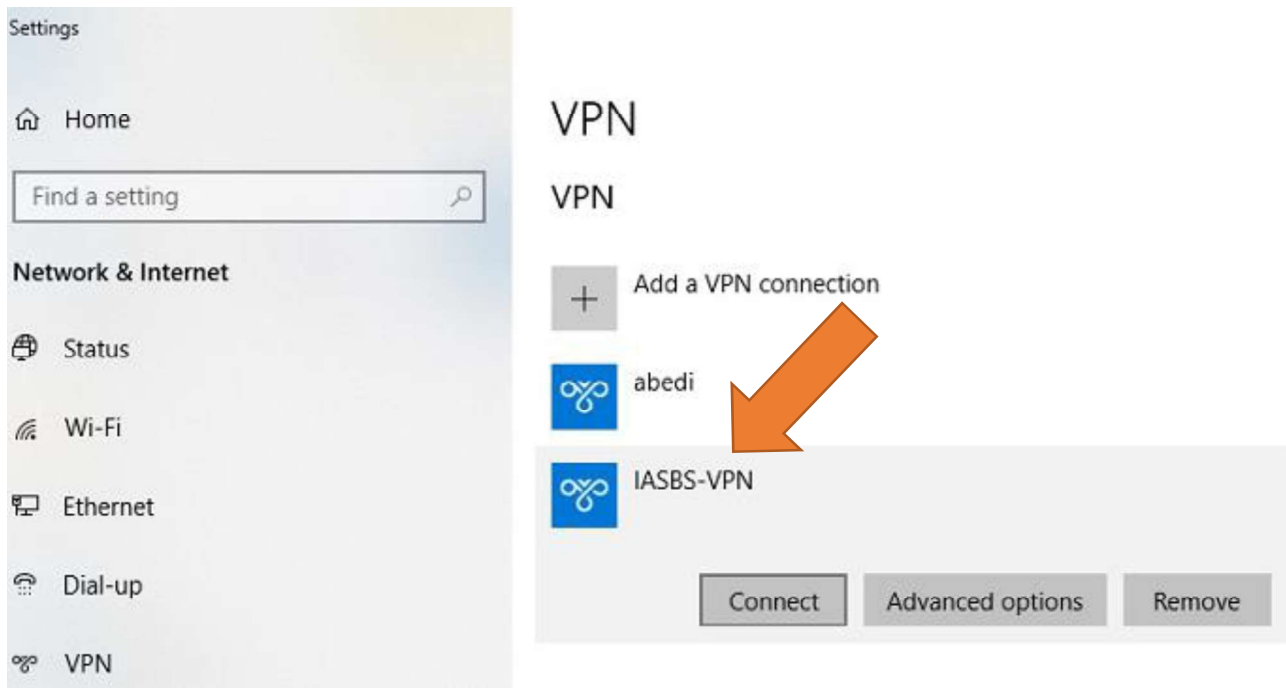 Settings
Home
Find a setting
Network & Internet
Status
Wi-Fi
Ethernet
Dial-up
VPN
VPN
VPN
Add a VPN connection
abedi
IASBS-VPN
Connect
Advanced options
Remove